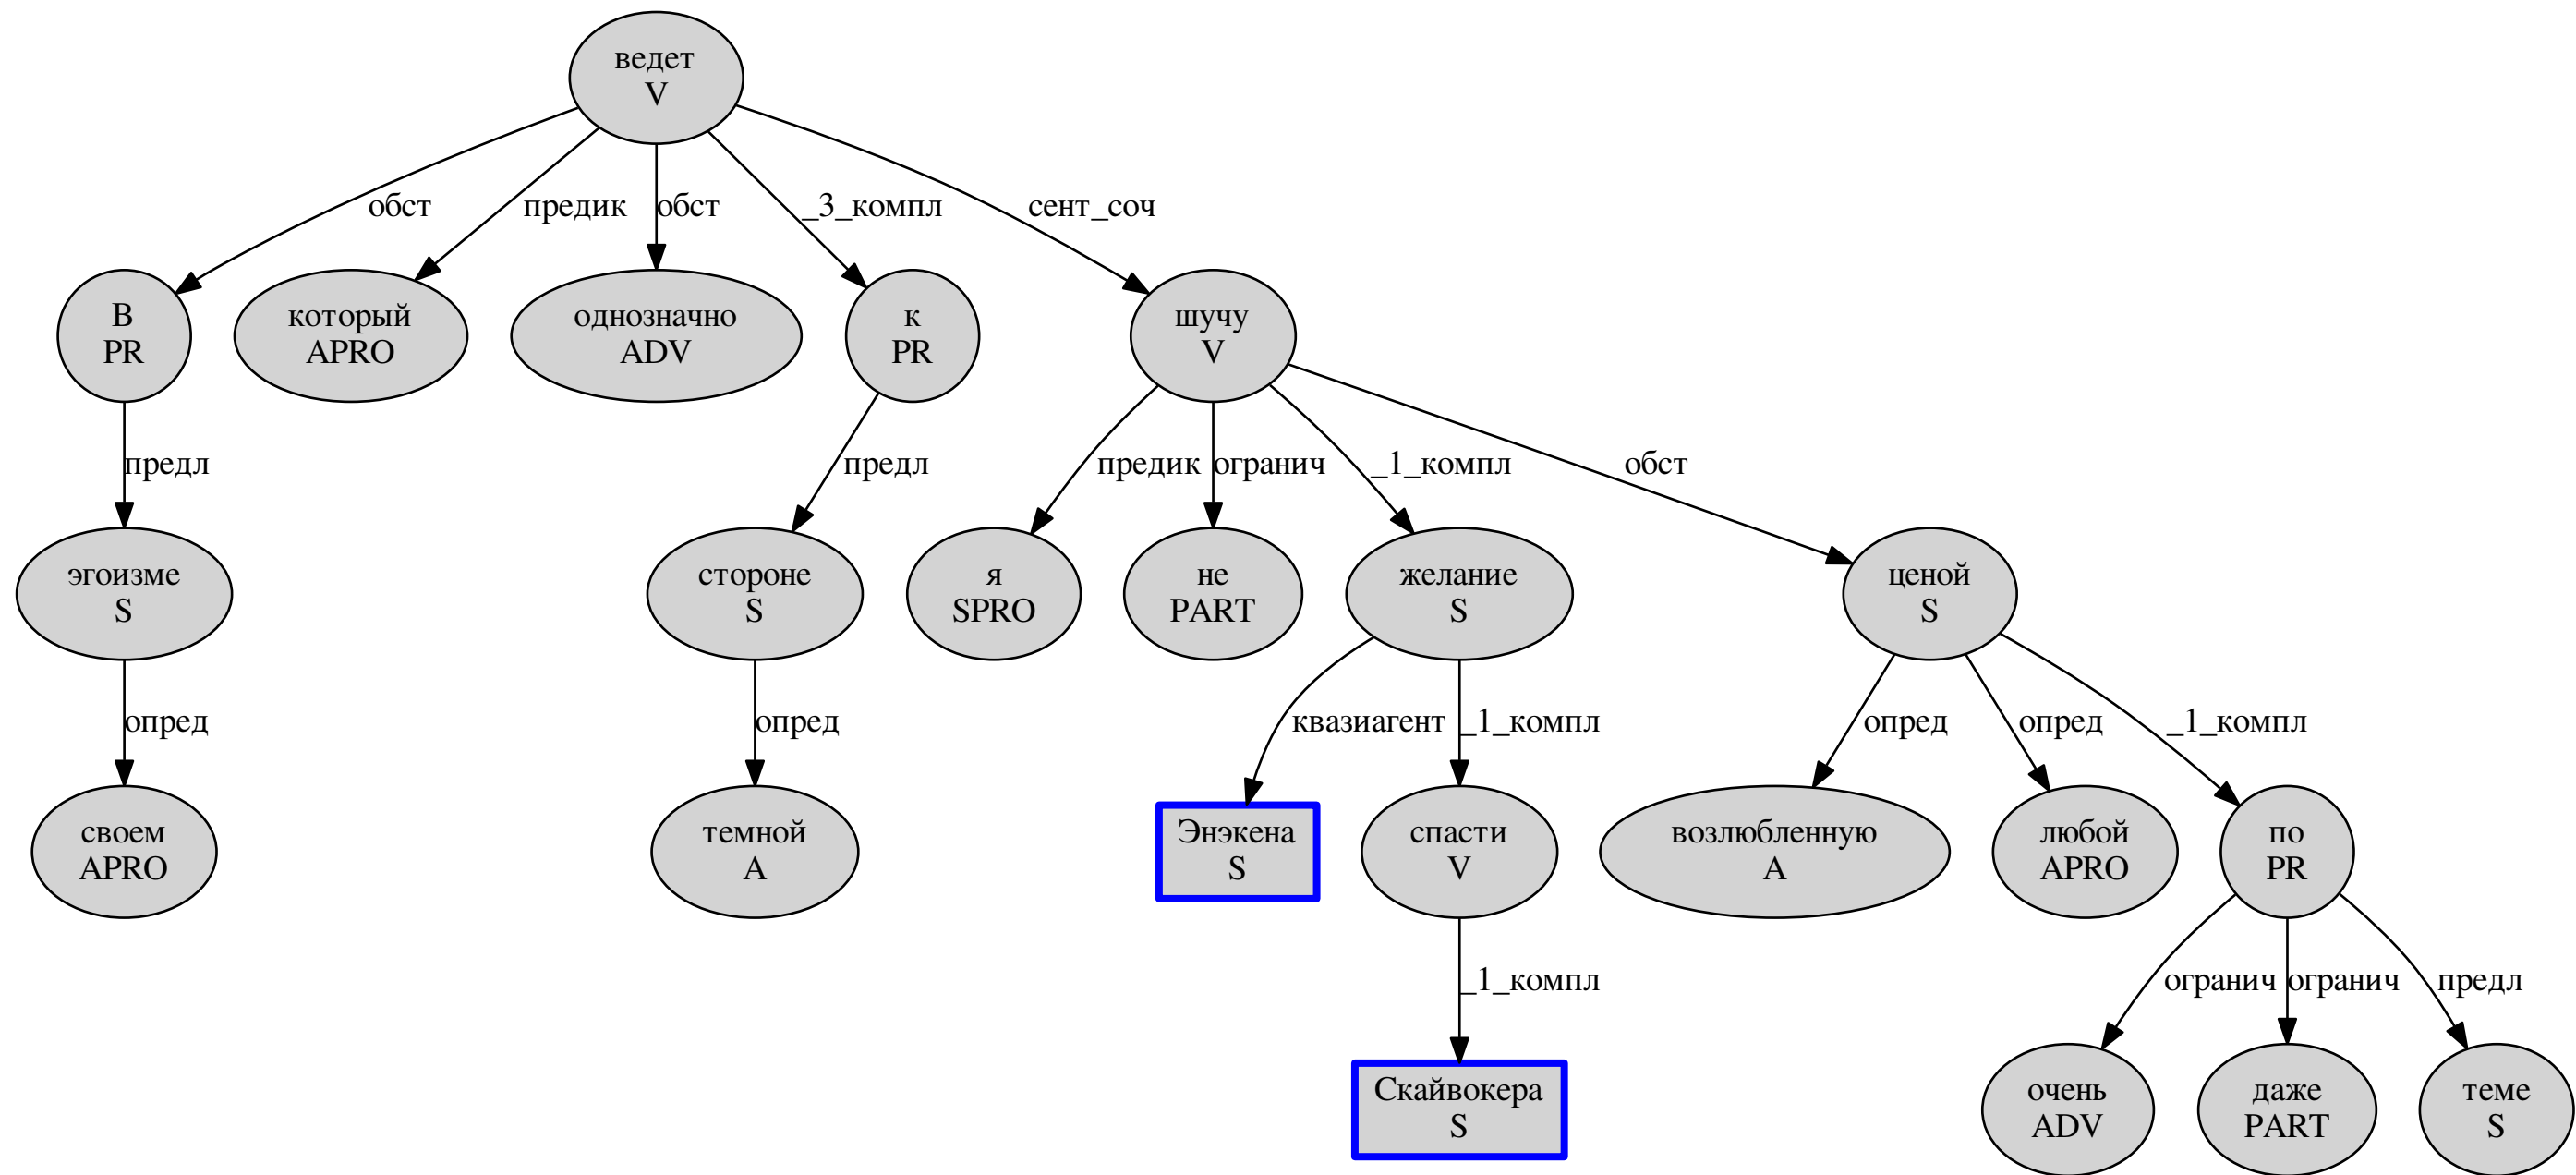 ведет
V
обст
предик
обст
_3_компл
сент_соч
В
PR
который
APRO
однозначно
ADV
к
PR
шучу
V
предл
предл
предик
огранич
_1_компл
обст
эгоизме
S
стороне
S
я
SPRO
не
PART
желание
S
ценой
S
опред
опред
квазиагент
_1_компл
опред
опред
_1_компл
своем
APRO
темной
A
Энэкена
S
спасти
V
возлюбленную
A
любой
APRO
по
PR
_1_компл
огранич
огранич
предл
Скайвокера
S
очень
ADV
даже
PART
теме
S